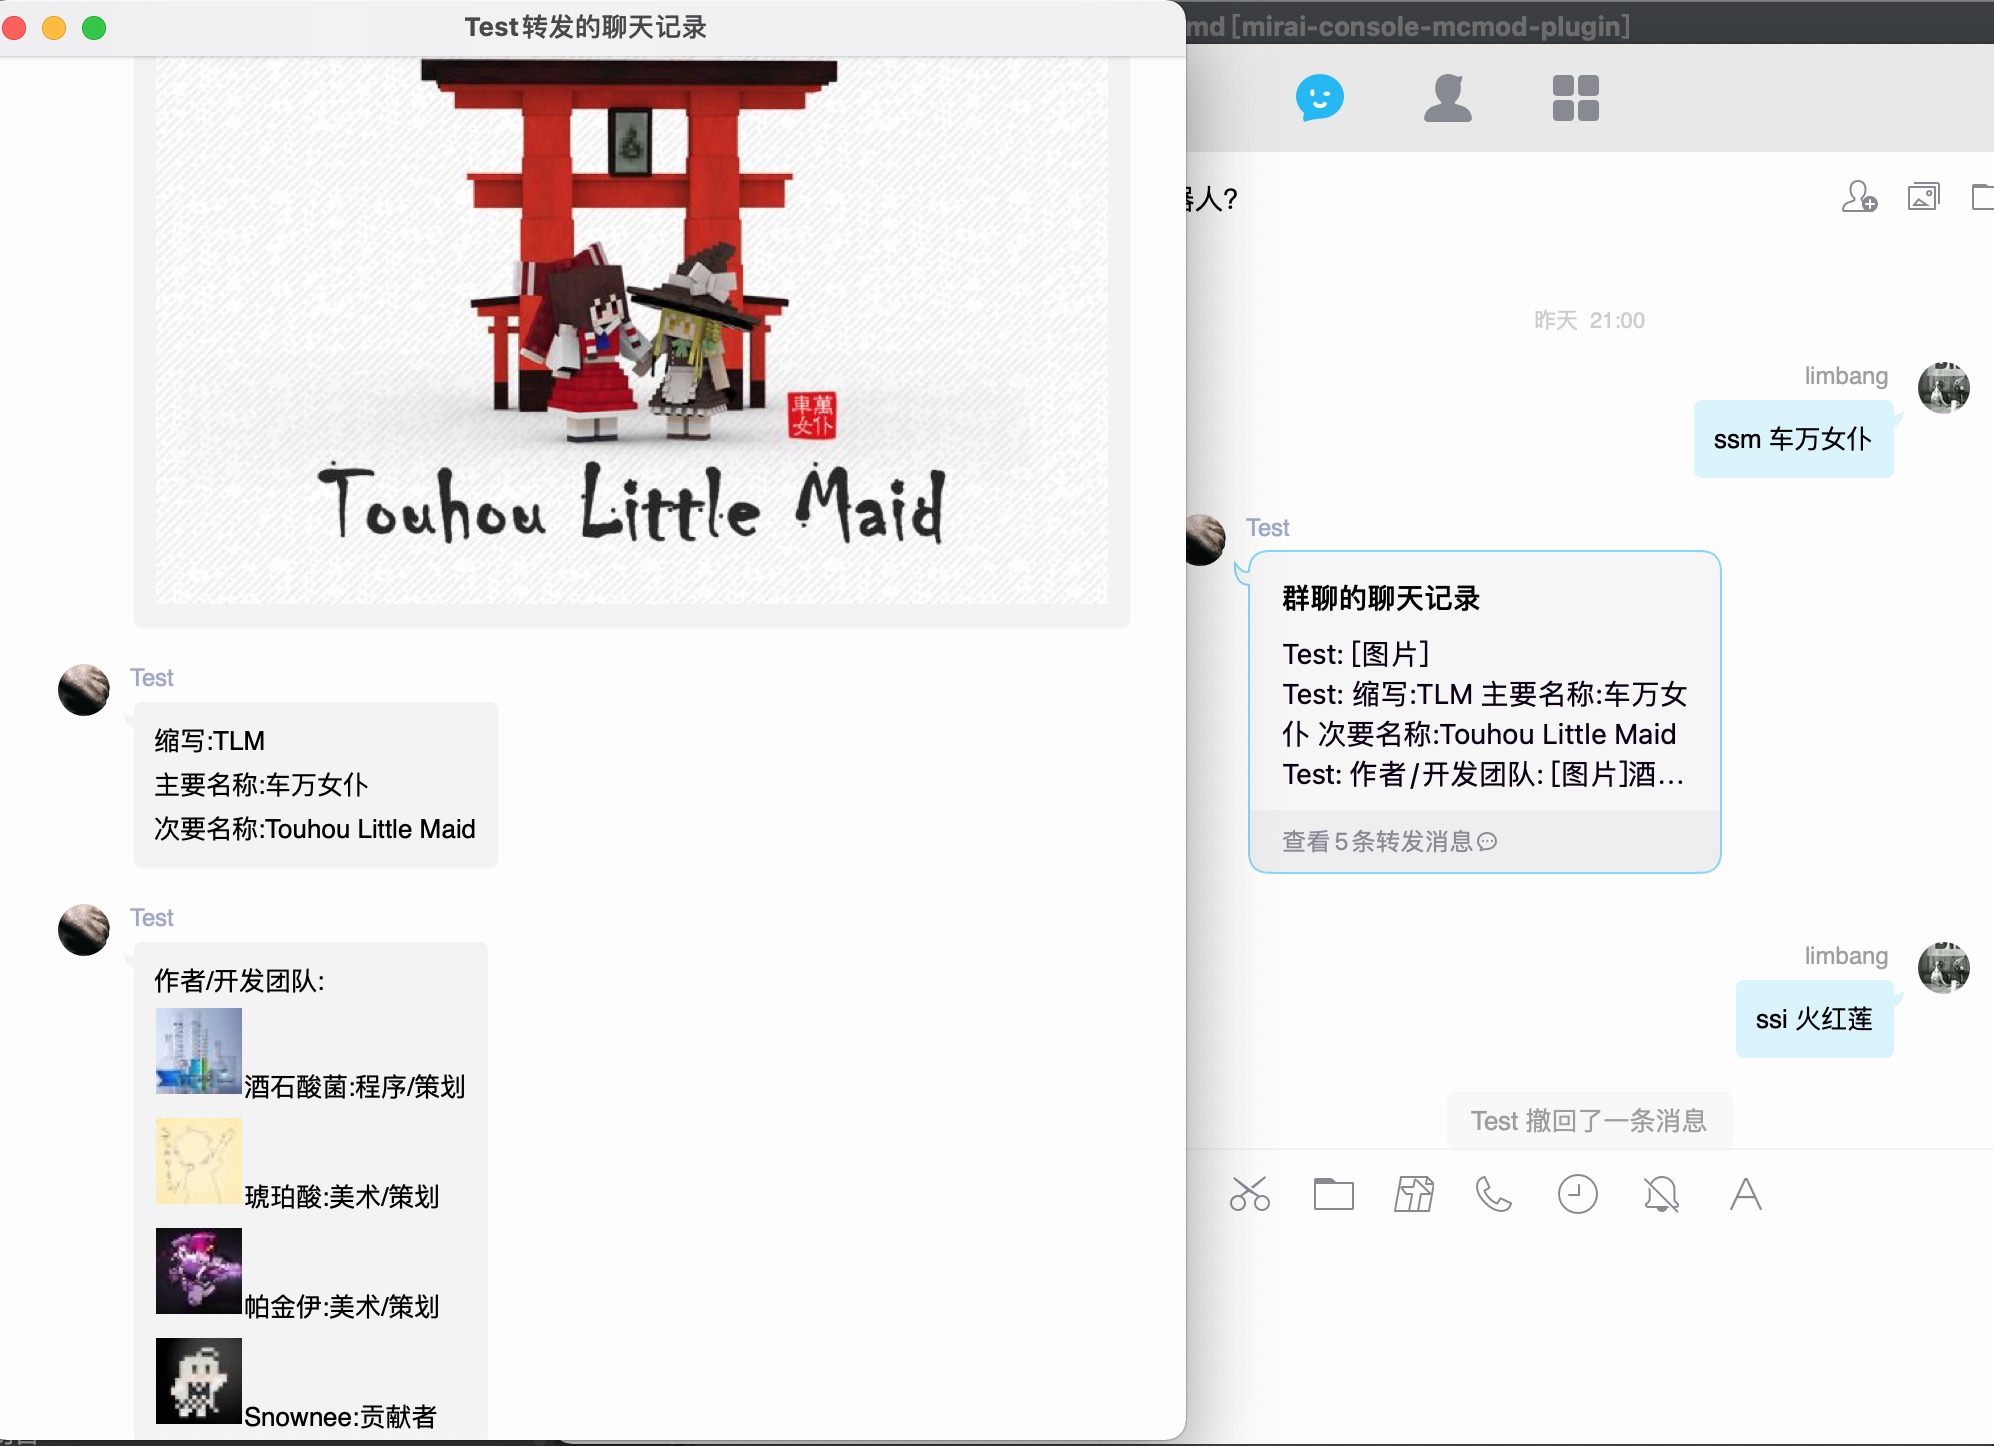 Test转发的聊天记录
車萬
女仆
Touhou Little Maid
Test
缩写:TLM
主要名称:车万女仆
次要名称:Touhou Little Maid
Test
作者/开发团队:
酒石酸菌:程序/策划
琥珀酸:美术/策划
帕金伊:美术/策划
Snownee:贡献者
md [mirai-console-mcmod-plugin]
器人?
昨天 21:00
limbang
ssm 车万女仆
Test
群聊的聊天记录
Test: [图片]
Test: 缩写:TLM 主要名称:车万女
仆 次要名称:Touhou Little Maid
Test: 作者/开发团队: [图片]酒...
查看5条转发消息
limbang
ssi 火红莲
Test 撤回了一条消息